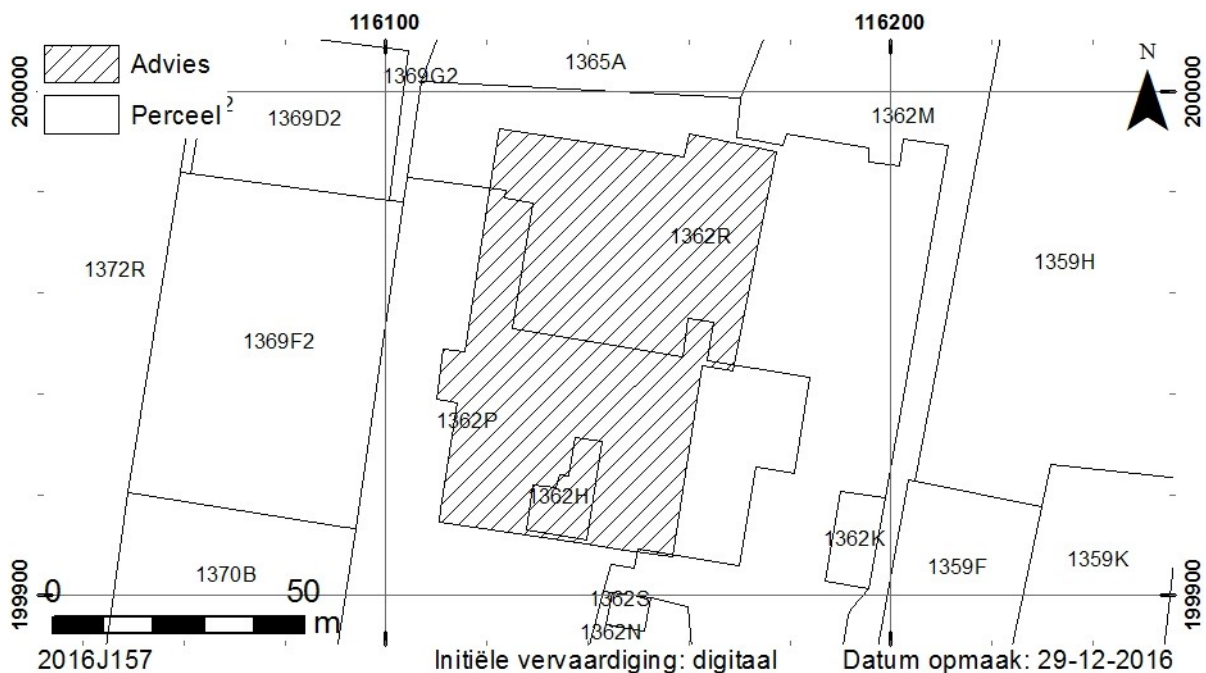 116100 116200
200000 200000
Advies
Perceel 2
1369G2
1365A
1369D2
1362M
1362R
1372R
1359H
1369F2
1362P
1362H
1362K
1359F
1359K
1370B
1362S
1362N
199900 199900
0 50
m
N
2016J157 Initiële vervaardiging: digitaal Datum opmaak: 29-12-2016